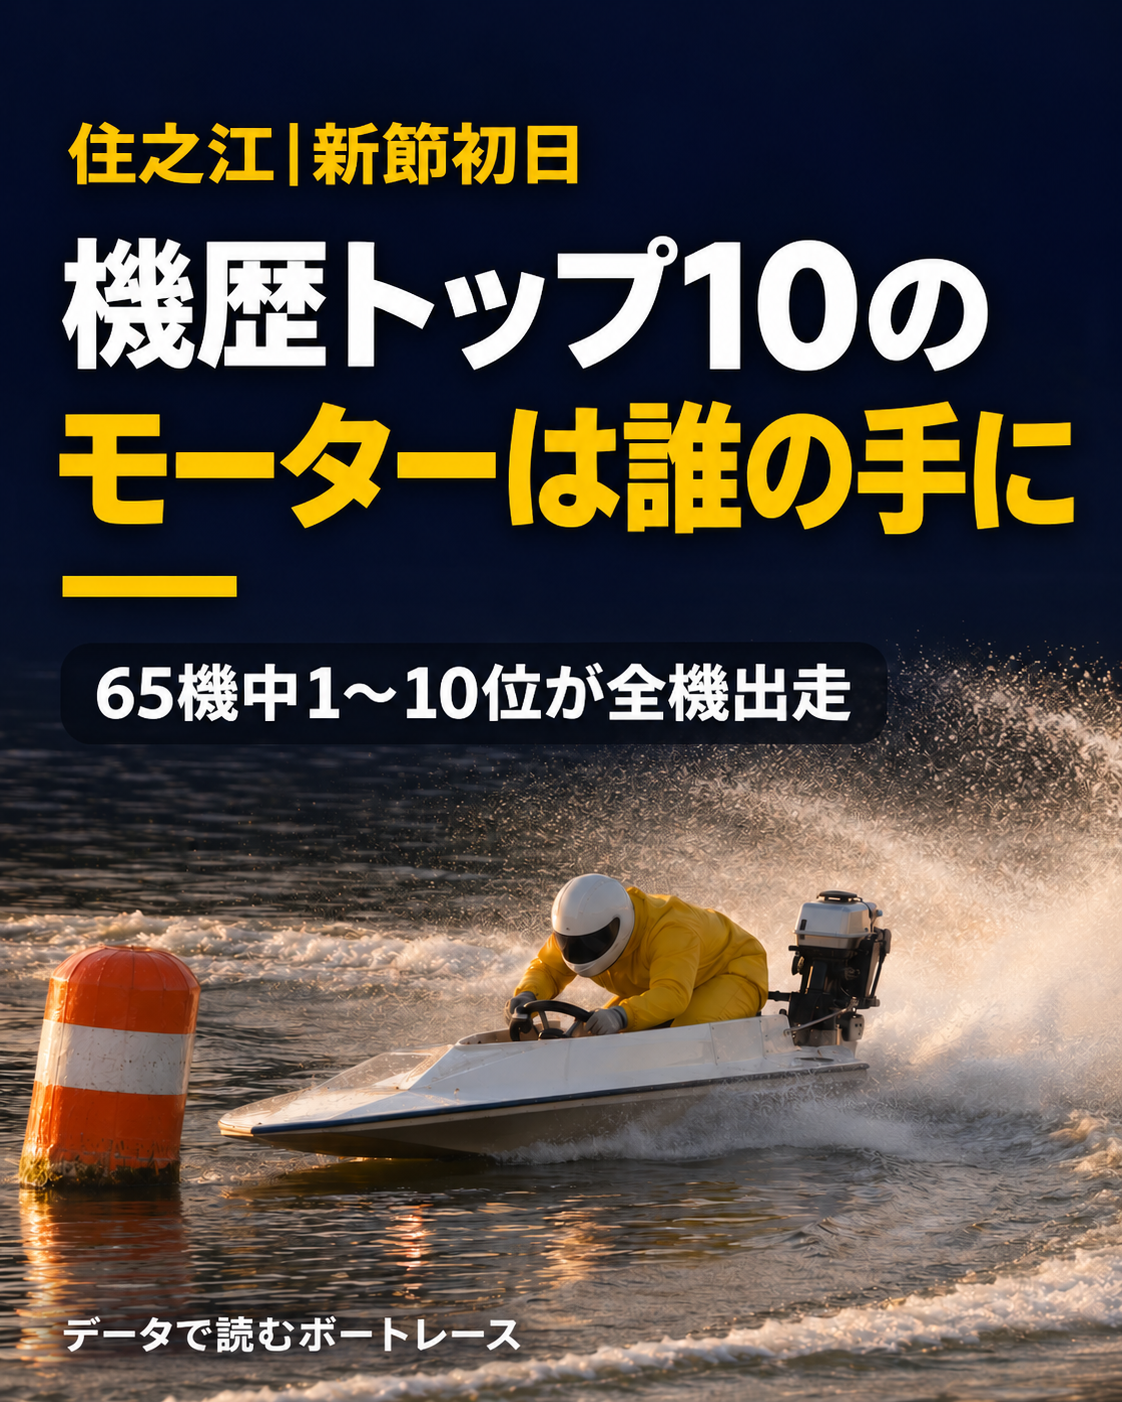 住之江|新節初日
機歴トップ10の
モーターは誰の手に
65機中1～10位が全機出走
データで読むボートレース